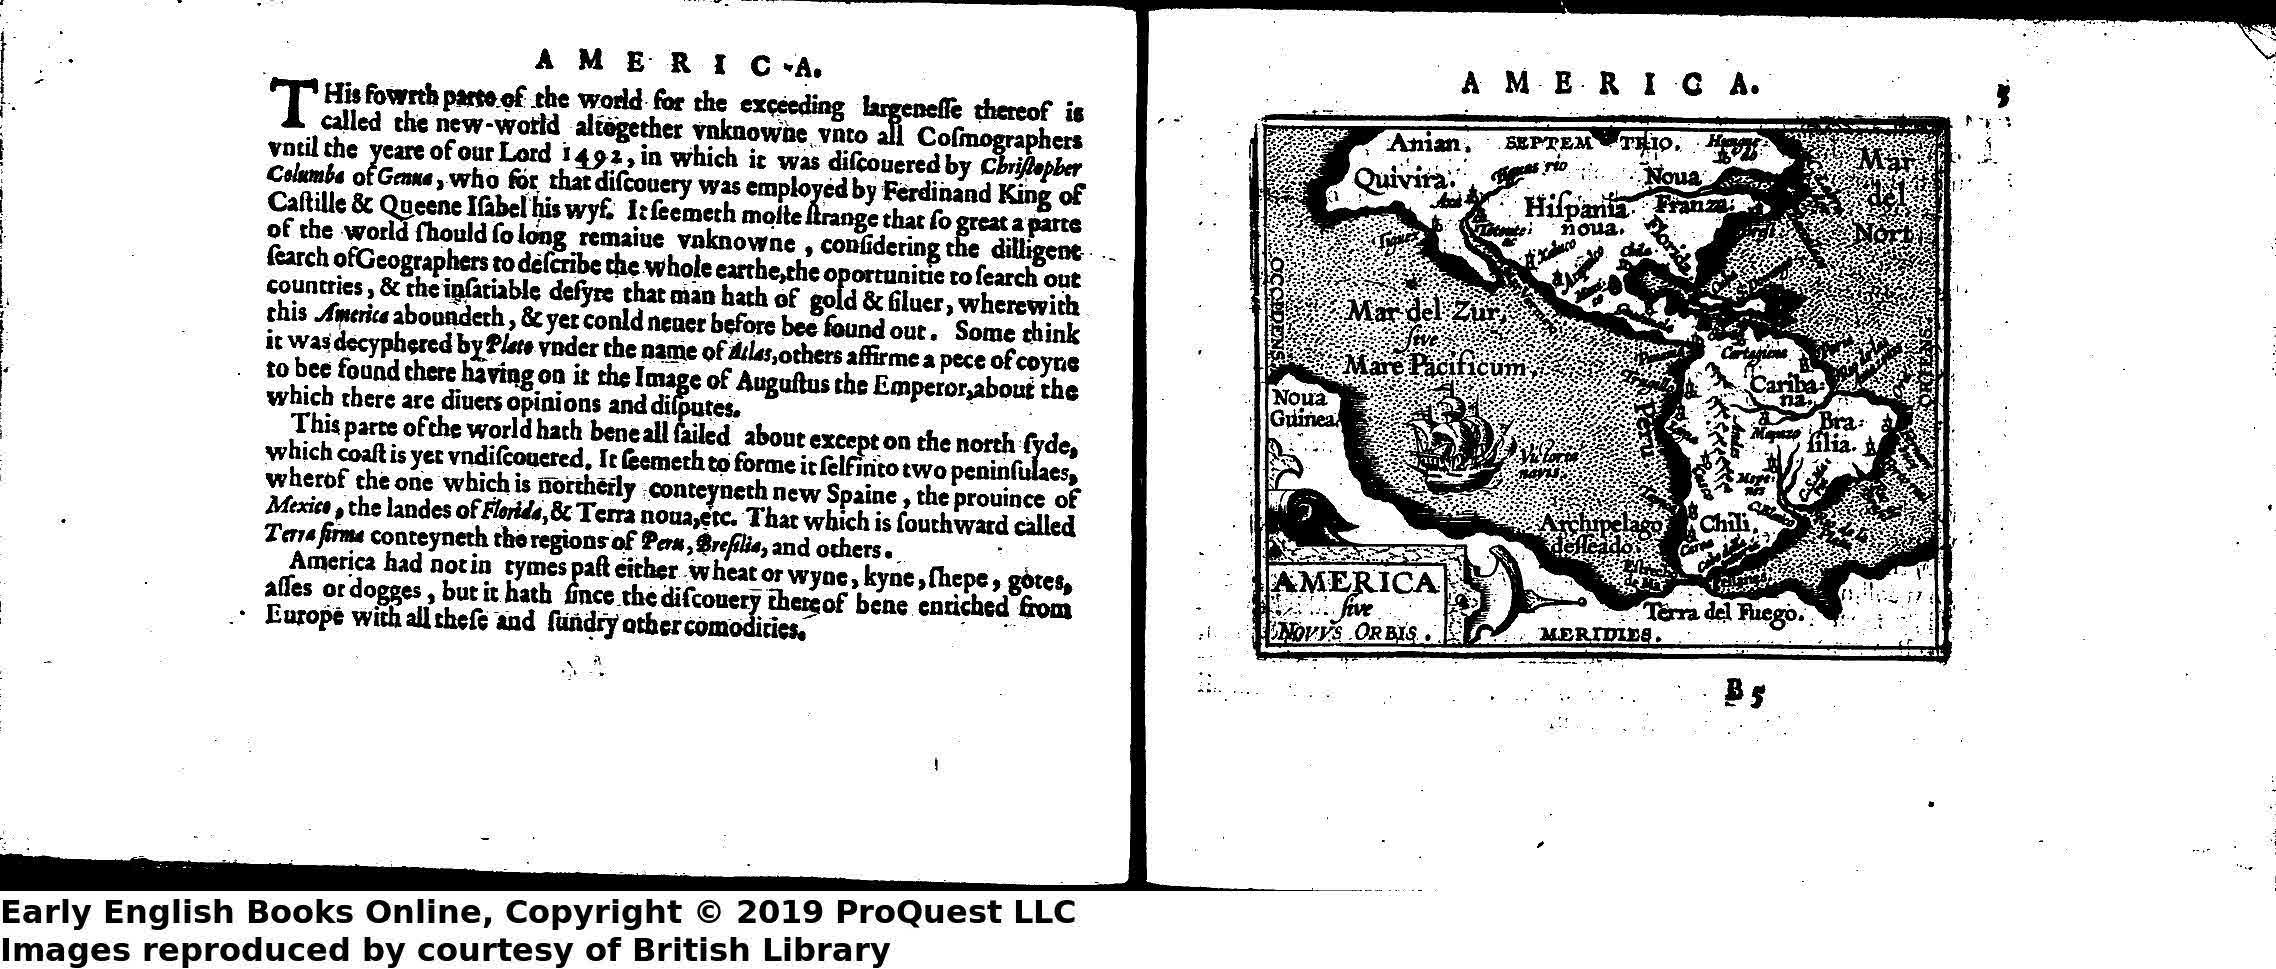 A M E R I C A.
THis fowrth parte of the world for the exceeding largenesse thereof is
called the new-world altogether vnknowne vnto all Coſmographers
vntil the yeare of our Lord 1492, in which it was diſcouered by Chriſtopher
Columbe of Genua, who for that diſcouery was employed by Ferdinand King of
Caſtille & Queene Iſabel his wyf. It ſeemeth moſte ſtrange that ſo great a parte
of the world ſhould ſo long remaiue vnknowne, conſidering the dilligent
ſearch ofGeographers to deſcribe the whole earthe,the oportunitie to ſearch out
countries, & the inſatiable deſyre that man hath of gold & ſiluer, wherewith
this America aboundeth, & yet conld neuer before bee found out. Some think
it was decyphered by Plato vnder the name of Atlas,others affirme a pece of coyne
to bee found there having on it the Image of Auguſtus the Emperor,about the
which there are diuers opinions and diſputes.
This parte of the world hath bene all ſailed about except on the north ſyde,
which coaſt is yet vndiſcouered. It ſeemeth to forme it ſelf into two peninſulaes,
wherof the one which is northerly conteyneth new Spaine, the prouince of
Mexico, the landes of Florida,& Terra noua,etc. That which is ſouthward called
Terra firma conteyneth the regions of Peru, Breſilia, and others.
America had not in tymes paſt either wheat or wyne, kyne, ſhepe, gotes,
aſſes or dogges, but it hath ſince the diſcouery thereof bene enriched from
Europe with all theſe and ſundry other comodities.
A M E R I C A.
5
Anian.
SEPTEM TRIO.
Mar
del
Nort
Quivira.
Noua
Franza.
Hiſpania
noua.
Florida
OCCIDENS.
Mar del Zur,
ſive
Mare Pacificum.
Panama
Cartagena
ORIENS.
Cariba-
na.
Noua
Guinea
Peru
Bra-
ſilia.
Archipelago
deſſeado.
Chili.
AMERICA
ſive
NOVVS ORBIS.
Terra del Fuego.
MERIDIES.
B 5
Early English Books Online, Copyright © 2019 ProQuest LLC
Images reproduced by courtesy of British Library